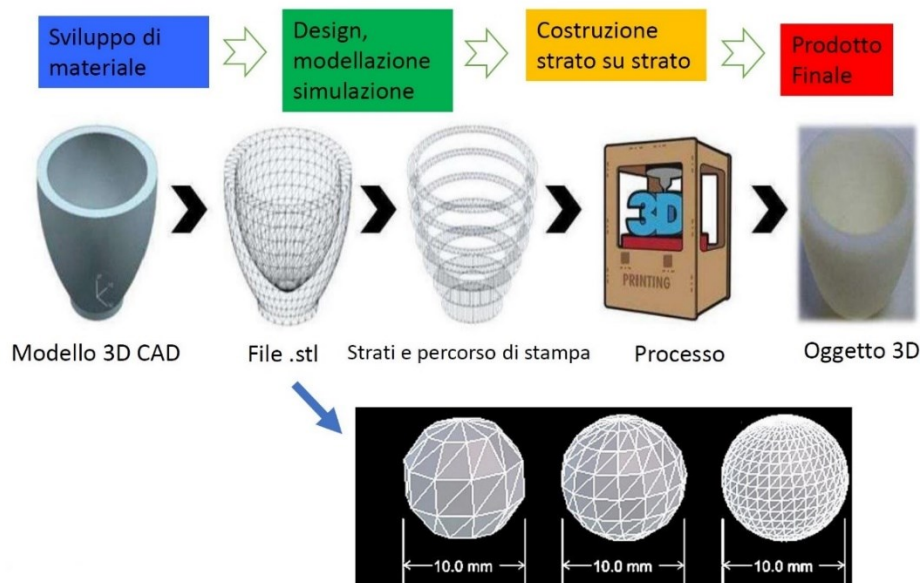 Sviluppo di
materiale
Design,
modellazione
simulazione
Costruzione
strato su strato
Prodotto
Finale
3D
PRINTING
Modello 3D CAD
File .stl
Strati e percorso di stampa
Processo
Oggetto 3D
10.0 mm
10.0 mm
10.0 mm